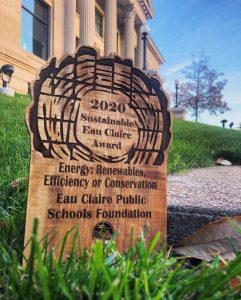 2020
Sustainable
Eau Claire
Award
Energy: Renewables,
Efficiency or Conservation
Eau Claire Public
Schools Foundation